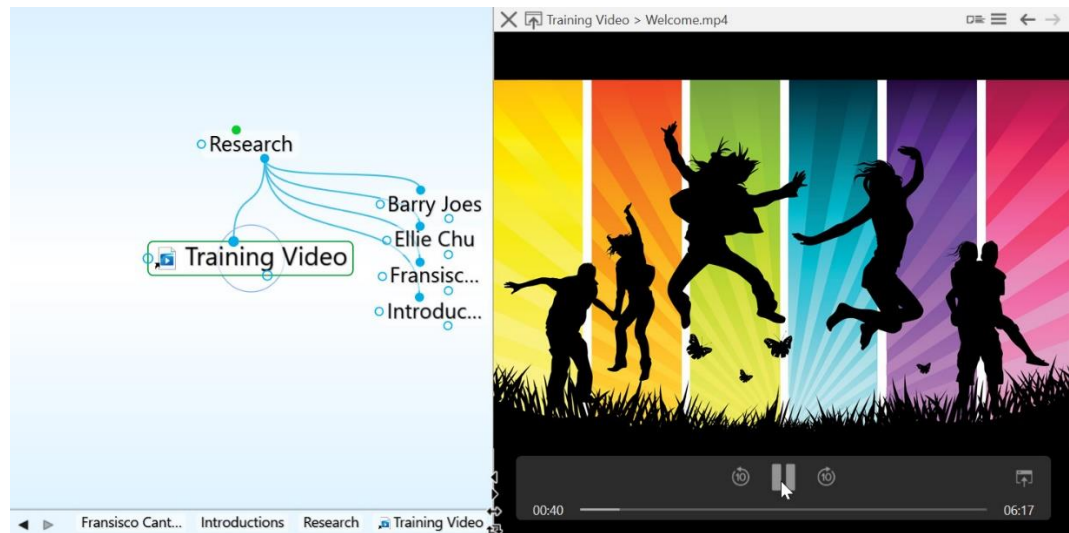 Training Video > Welcome.mp4
Research
Barry Joes
Ellie Chu
Training Video
Fransisc...
Introduc...
10
10
00:40
06:17
Fransisco Cant... Introductions Research Training Video